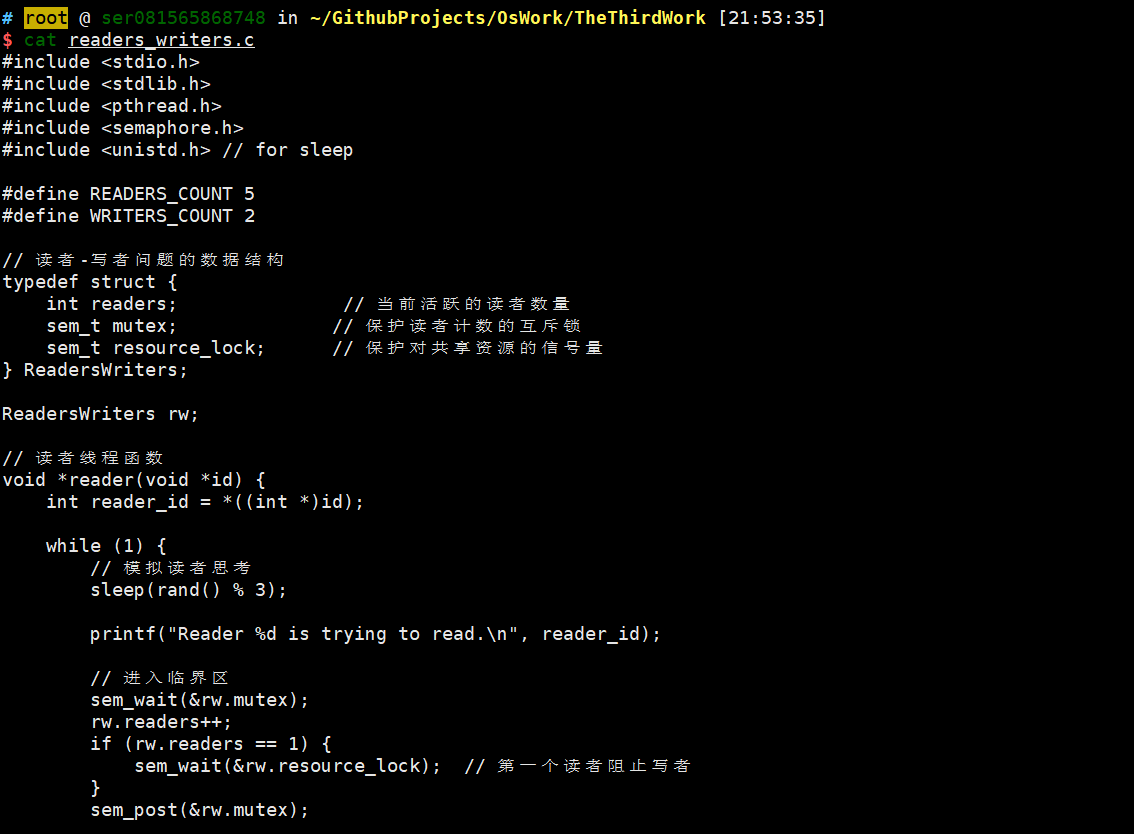 # root @ ser081565868748 in ~/GithubProjects/OsWork/TheThirdWork [21:53:35]
$ cat readers_writers.c
#include <stdio.h>
#include <stdlib.h>
#include <pthread.h>
#include <semaphore.h>
#include <unistd.h> // for sleep

#define READERS_COUNT 5
#define WRITERS_COUNT 2

// 读者-写者问题的数据结构
typedef struct {
    int readers;               // 当前活跃的读者数量
    sem_t mutex;              // 保护读者计数的互斥锁
    sem_t resource_lock;      // 保护对共享资源的信号量
} ReadersWriters;

ReadersWriters rw;

// 读者线程函数
void *reader(void *id) {
    int reader_id = *((int *)id);

    while (1) {
        // 模拟读者思考
        sleep(rand() % 3);

        printf("Reader %d is trying to read.\n", reader_id);

        // 进入临界区
        sem_wait(&rw.mutex);
        rw.readers++;
        if (rw.readers == 1) {
            sem_wait(&rw.resource_lock);  // 第一个读者阻止写者
        }
        sem_post(&rw.mutex);